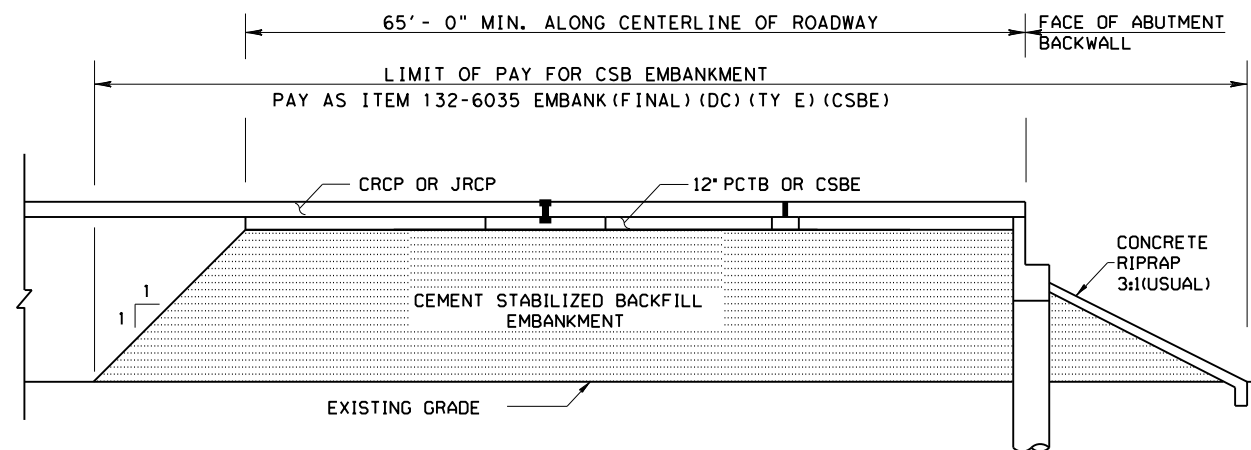 65'- 0" MIN. ALONG CENTERLINE OF ROADWAY
FACE OF ABUTMENT
BACKWALL
LIMIT OF PAY FOR CSB EMBANKMENT
PAY AS ITEM 132-6035 EMBANK(FINAL)(DC)(TY E)(CSBE)
CRCP OR JRCP
12" PCTB OR CSBE
CONCRETE
RIPRAP
3:1(USUAL)
1
1
CEMENT STABILIZED BACKFILL
EMBANKMENT
EXISTING GRADE